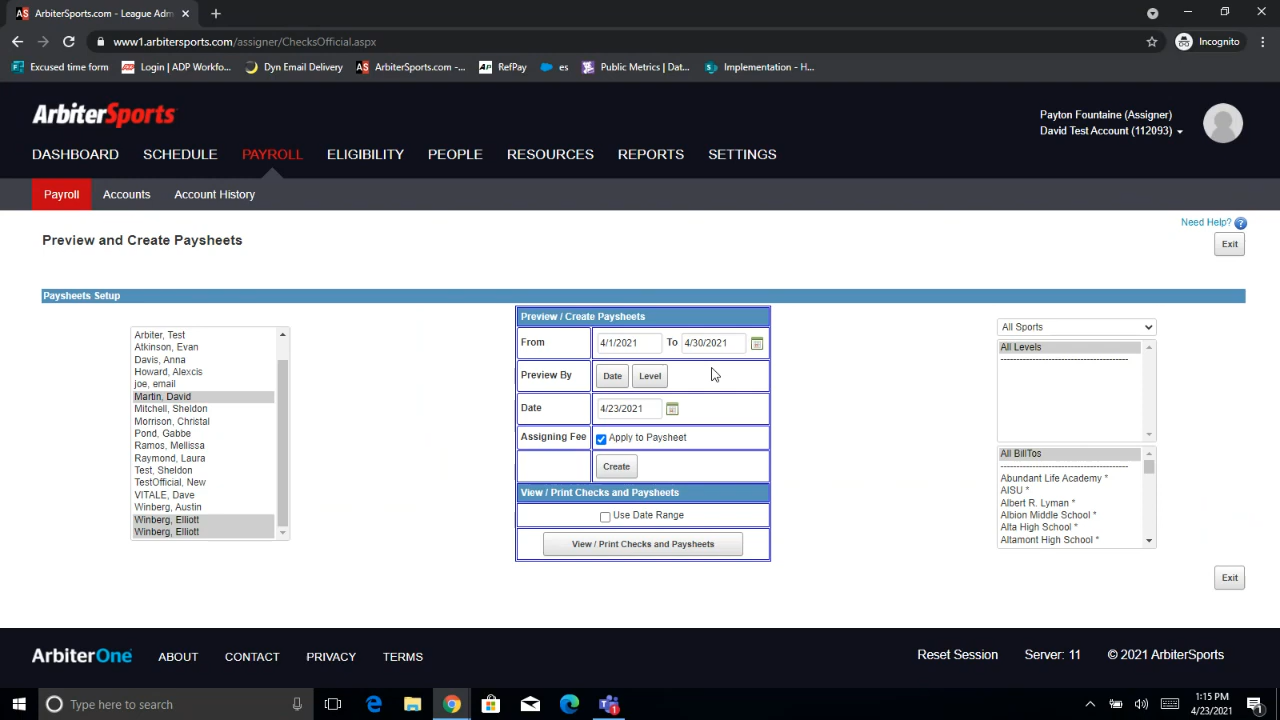 ArbiterSports.com - League Adm
www1.arbitersports.com/assigner/ChecksOfficial.aspx
Incognito
Excused time form
Login | ADP Workfo...
Dyn Email Delivery
ArbiterSports.com -...
RefPay
es
Public Metrics | Dat...
Implementation - H...
ArbiterSports
Payton Fountaine (Assigner)
David Test Account (112093)
DASHBOARD SCHEDULE PAYROLL ELIGIBILITY PEOPLE RESOURCES REPORTS SETTINGS
Payroll Accounts Account History
Need Help? ?
Preview and Create Paysheets
Exit
Paysheets Setup
Arbiter, Test
Atkinson, Evan
Davis, Anna
Howard, Alexcis
joe, email
Martin, David
Mitchell, Sheldon
Morrison, Christal
Pond, Gabbe
Ramos, Mellissa
Raymond, Laura
Test, Sheldon
TestOfficial, New
VITALE, Dave
Winberg, Austin
Winberg, Elliott
Winberg, Elliott
Preview / Create Paysheets
From 4/1/2021 To 4/30/2021
Preview By Date Level
Date 4/23/2021
Assigning Fee Apply to Paysheet
Create
View / Print Checks and Paysheets
Use Date Range
View / Print Checks and Paysheets
All Sports
All Levels
--------------------------------
All BillTos
--------------------------------
Abundant Life Academy *
AISU *
Albert R. Lyman *
Albion Middle School *
Alta High School *
Altamont High School *
Exit
ArbiterOne ABOUT CONTACT PRIVACY TERMS
Reset Session Server: 11 © 2021 ArbiterSports
Type here to search
1
1:15 PM
4/23/2021
1